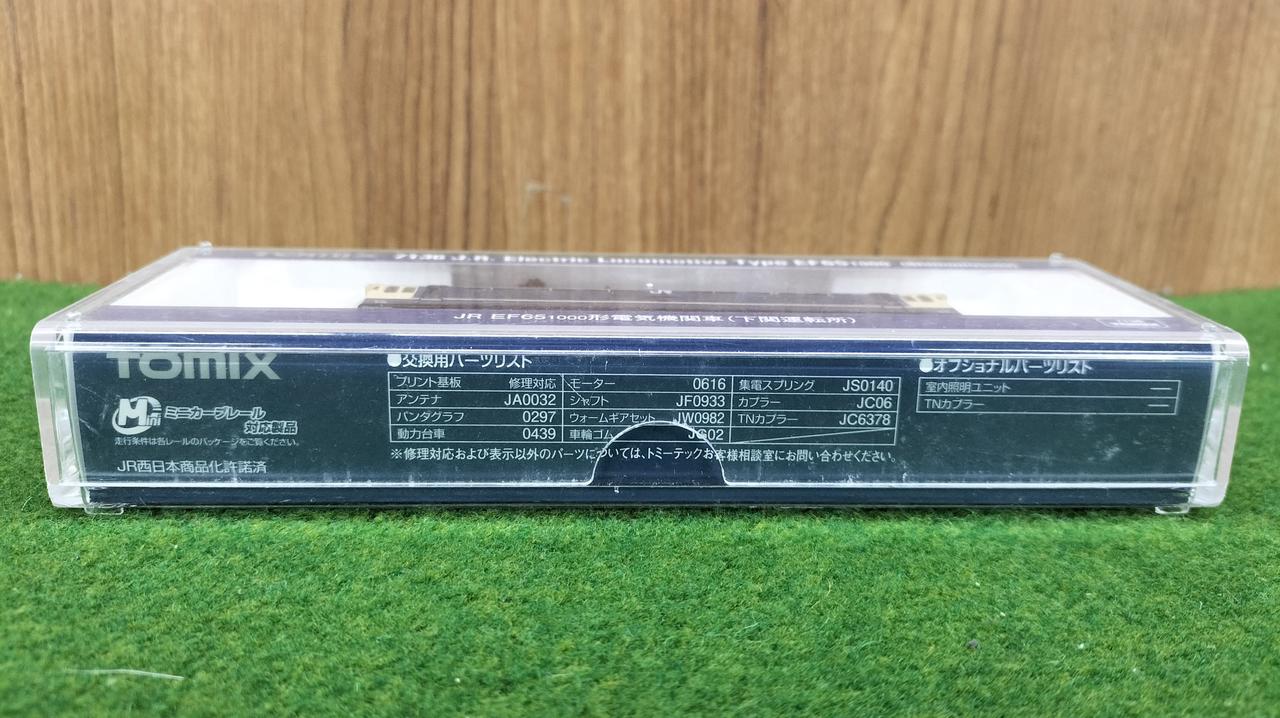 7136 J.R. Electric Locomotive Type EF65
JR EF65 1000形電気機関車(下関運転所)
TOMIX
Mini ミニカーブレール
対応製品
走行条件は各レールのパッケージをご覧ください。
JR西日本商品化許諾済
●交換用パーツリスト
プリント基板 修理対応 モーター 0616 集電スプリング JS0140
アンテナ JA0032 シャフト JF0933 カプラー JC06
パンタグラフ 0297 ウォームギアセット JW0982 TNカプラー JC6378
動力台車 0439 車輪ゴム JG02
※修理対応および表示以外のパーツについては、トミーテックお客様相談室にお問い合わせください。
●オプショナルパーツリスト
室内照明ユニット —
TNカプラー —